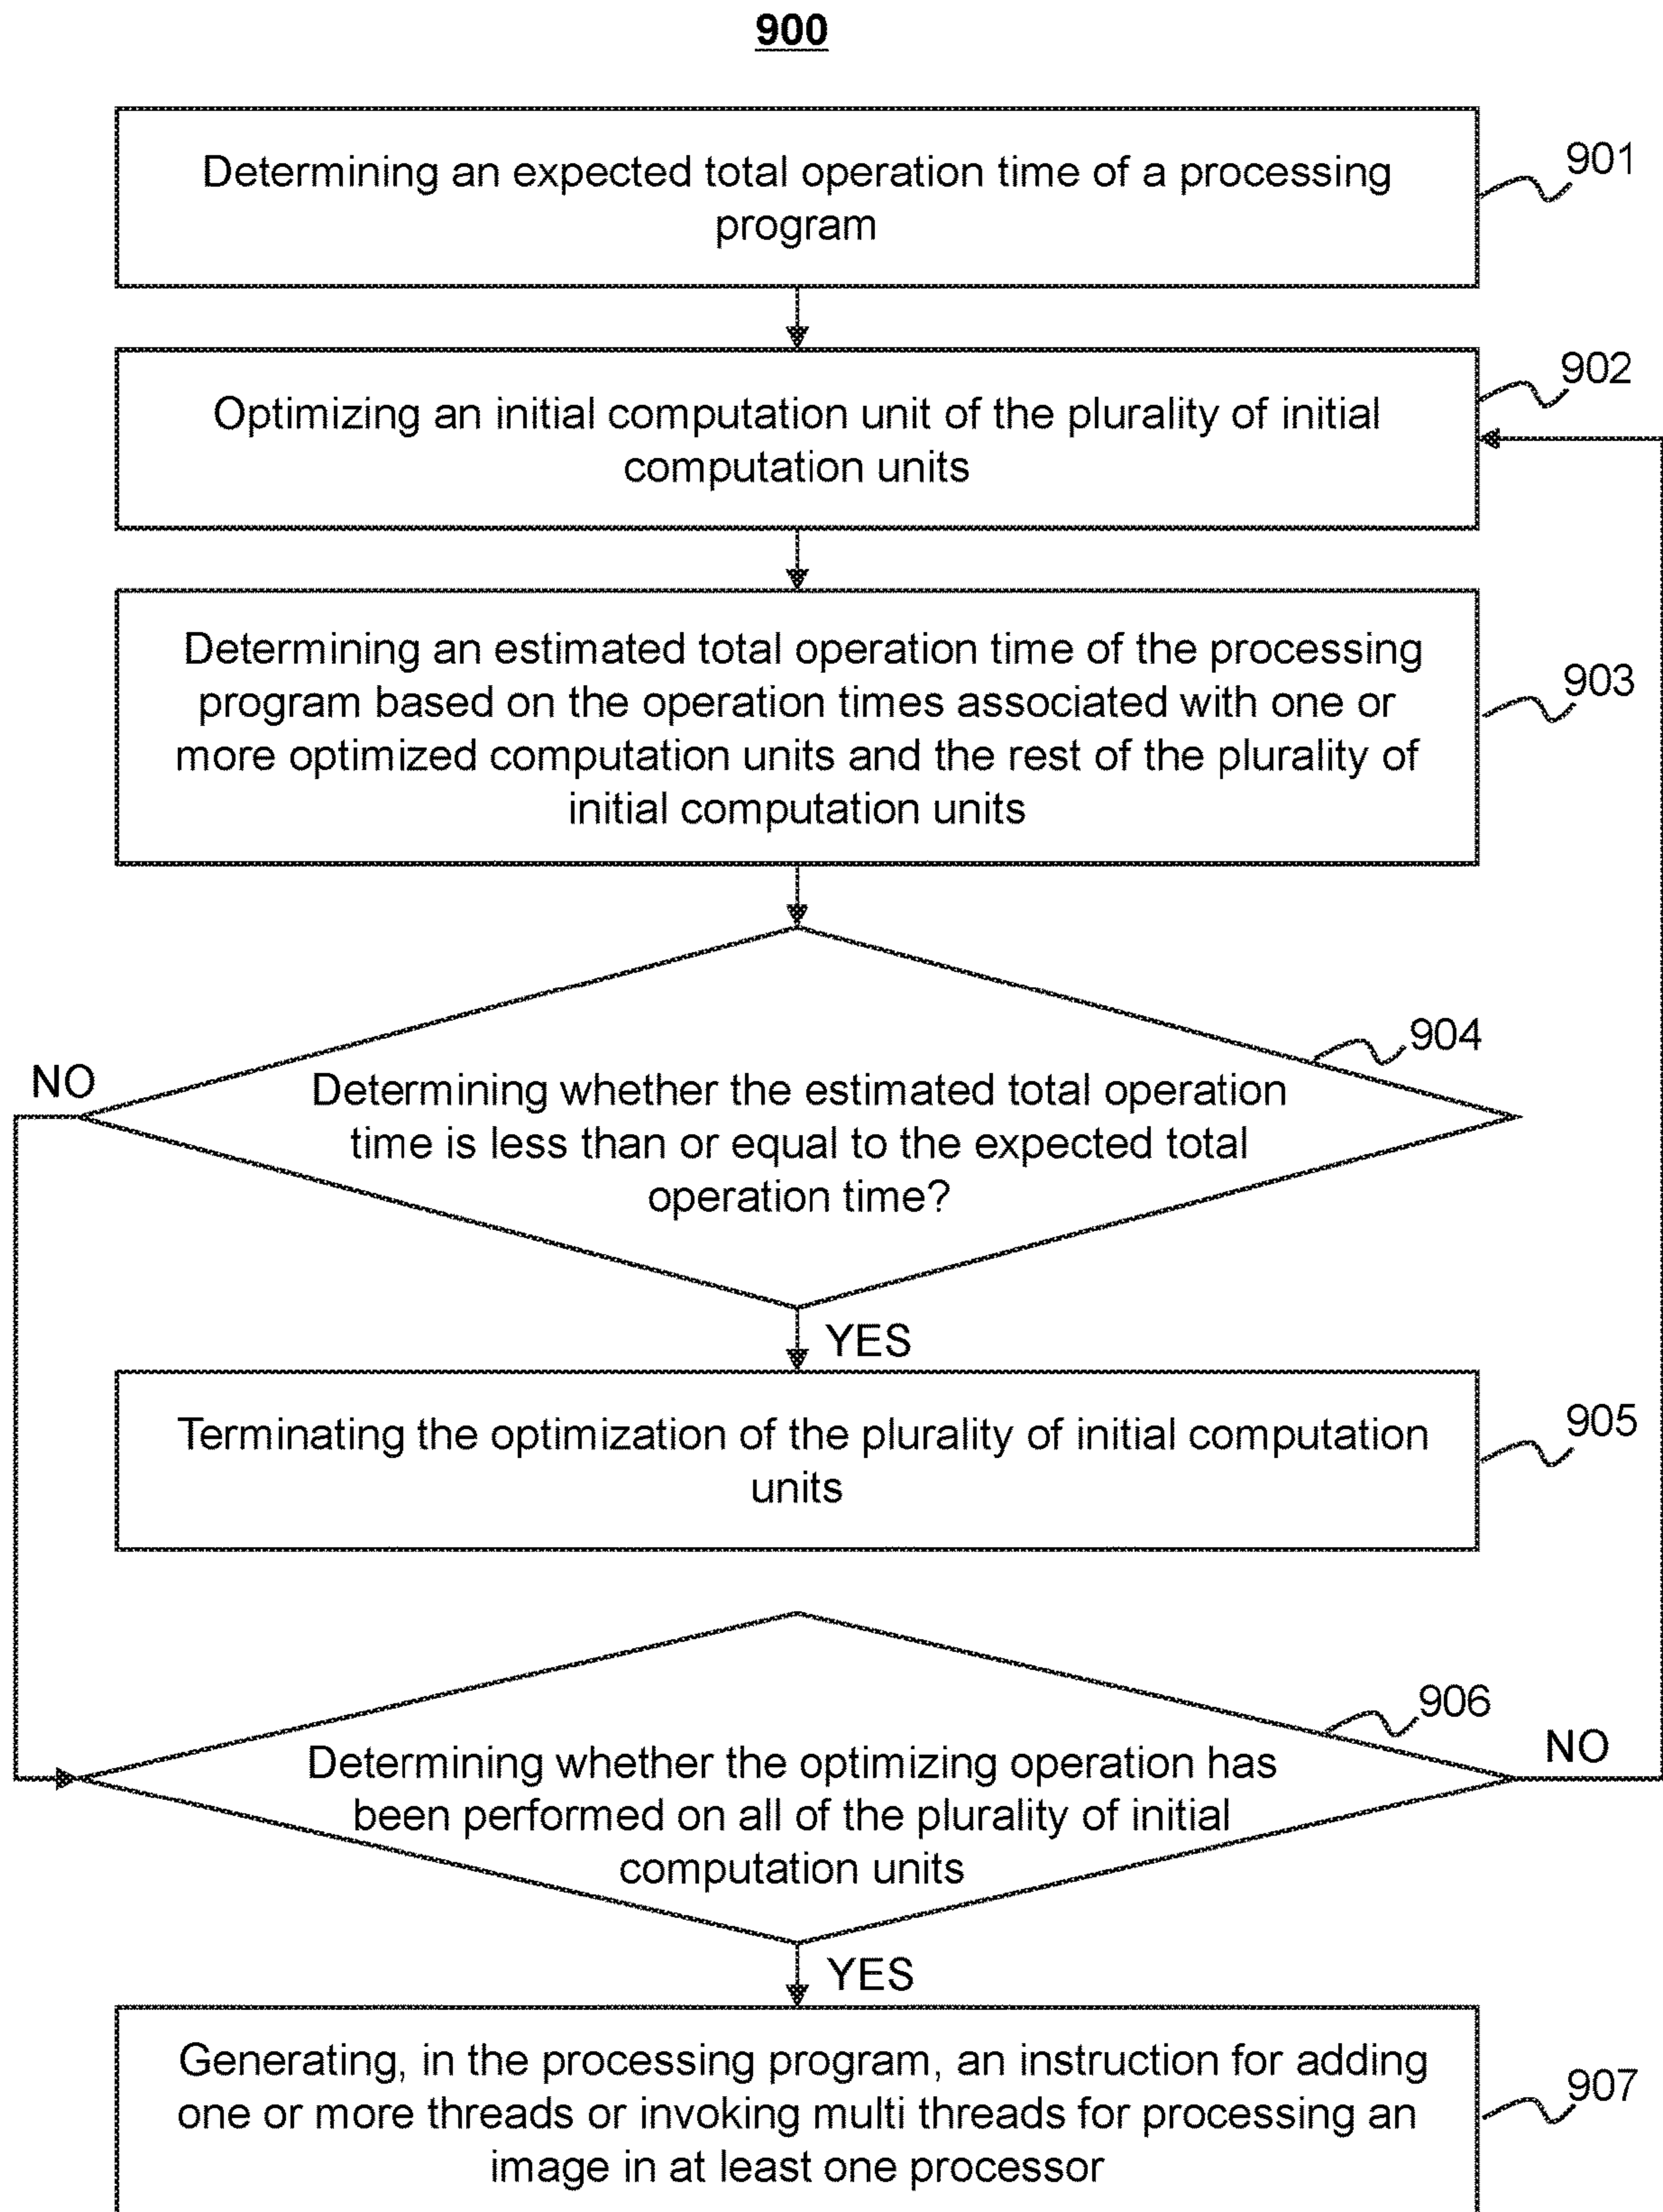 900
Determining an expected total operation time of a processing
program
901
Optimizing an initial computation unit of the plurality of initial
computation units
902
Determining an estimated total operation time of the processing
program based on the operation times associated with one or
more optimized computation units and the rest of the plurality of
initial computation units
903
904
NO
Determining whether the estimated total operation
time is less than or equal to the expected total
operation time?
YES
Terminating the optimization of the plurality of initial computation
units
905
906
NO
Determining whether the optimizing operation has
been performed on all of the plurality of initial
computation units
YES
Generating, in the processing program, an instruction for adding
one or more threads or invoking multi threads for processing an
image in at least one processor
907